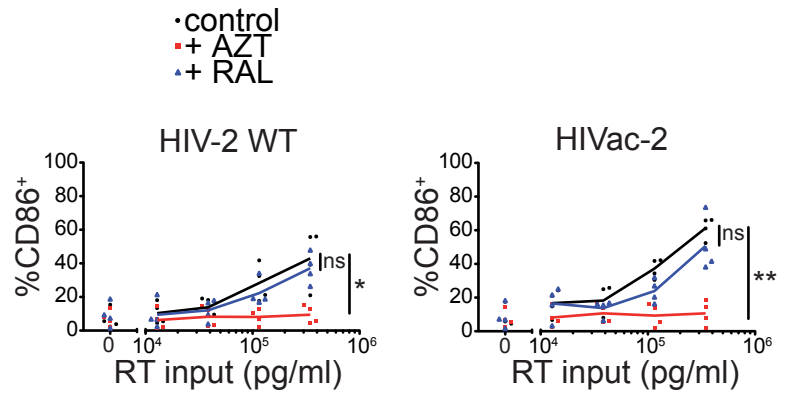 control
+ AZT
+ RAL
HIV-2 WT
HIVac-2
%CD86⁺
100
80
60
40
20
0
0
10⁴
10⁵
10⁶
RT input (pg/ml)
ns
*
%CD86⁺
100
80
60
40
20
0
0
10⁴
10⁵
10⁶
RT input (pg/ml)
ns
**